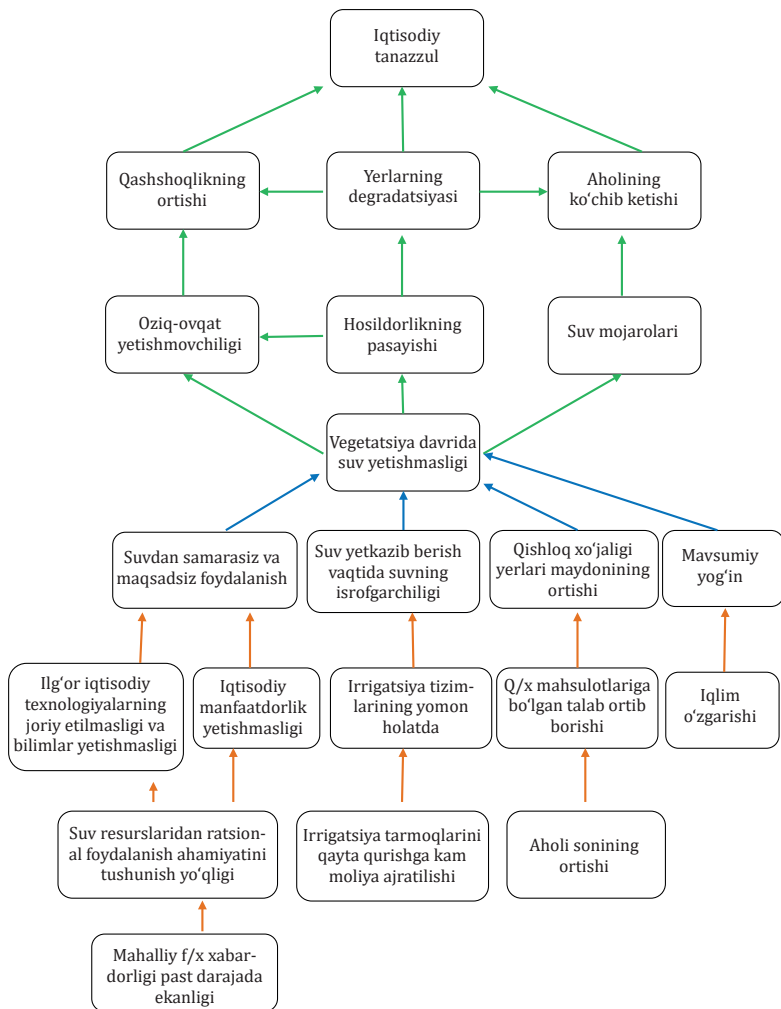 Iqtisodiy
tanazzul
Qashshoqlikning
ortishi
Yerlarning
degradatsiyasi
Aholining
ko‘chib ketishi
Oziq-ovqat
yetishmovchiligi
Hosildorlikning
pasayishi
Suv mojarolari
Vegetatsiya davrida
suv yetishmasligi
Suvdan samarasiz va
maqsadsiz foydalanish
Suv yetkazib berish
vaqtida suvning
isrofgarchiligi
Qishloq xo‘jaligi
yerlari maydonining
ortishi
Mavsumiy
yog‘in
Ilg‘or iqtisodiy
texnologiyalarning
joriy etilmasligi va
bilimlar yetishmasligi
Iqtisodiy
manfaatdorlik
yetishmasligi
Irrigatsiya tizim-
larining yomon
holatda
Q/x mahsulotlariga
bo‘lgan talab ortib
borishi
Iqlim
o‘zgarishi
Suv resurslaridan ratsion-
al foydalanish ahamiyatini
tushunish yo‘qligi
Irrigatsiya tarmoqlarini
qayta qurishga kam
moliya ajratilishi
Aholi sonining
ortishi
Mahalliy f/x xabar-
dorligi past darajada
ekanligi